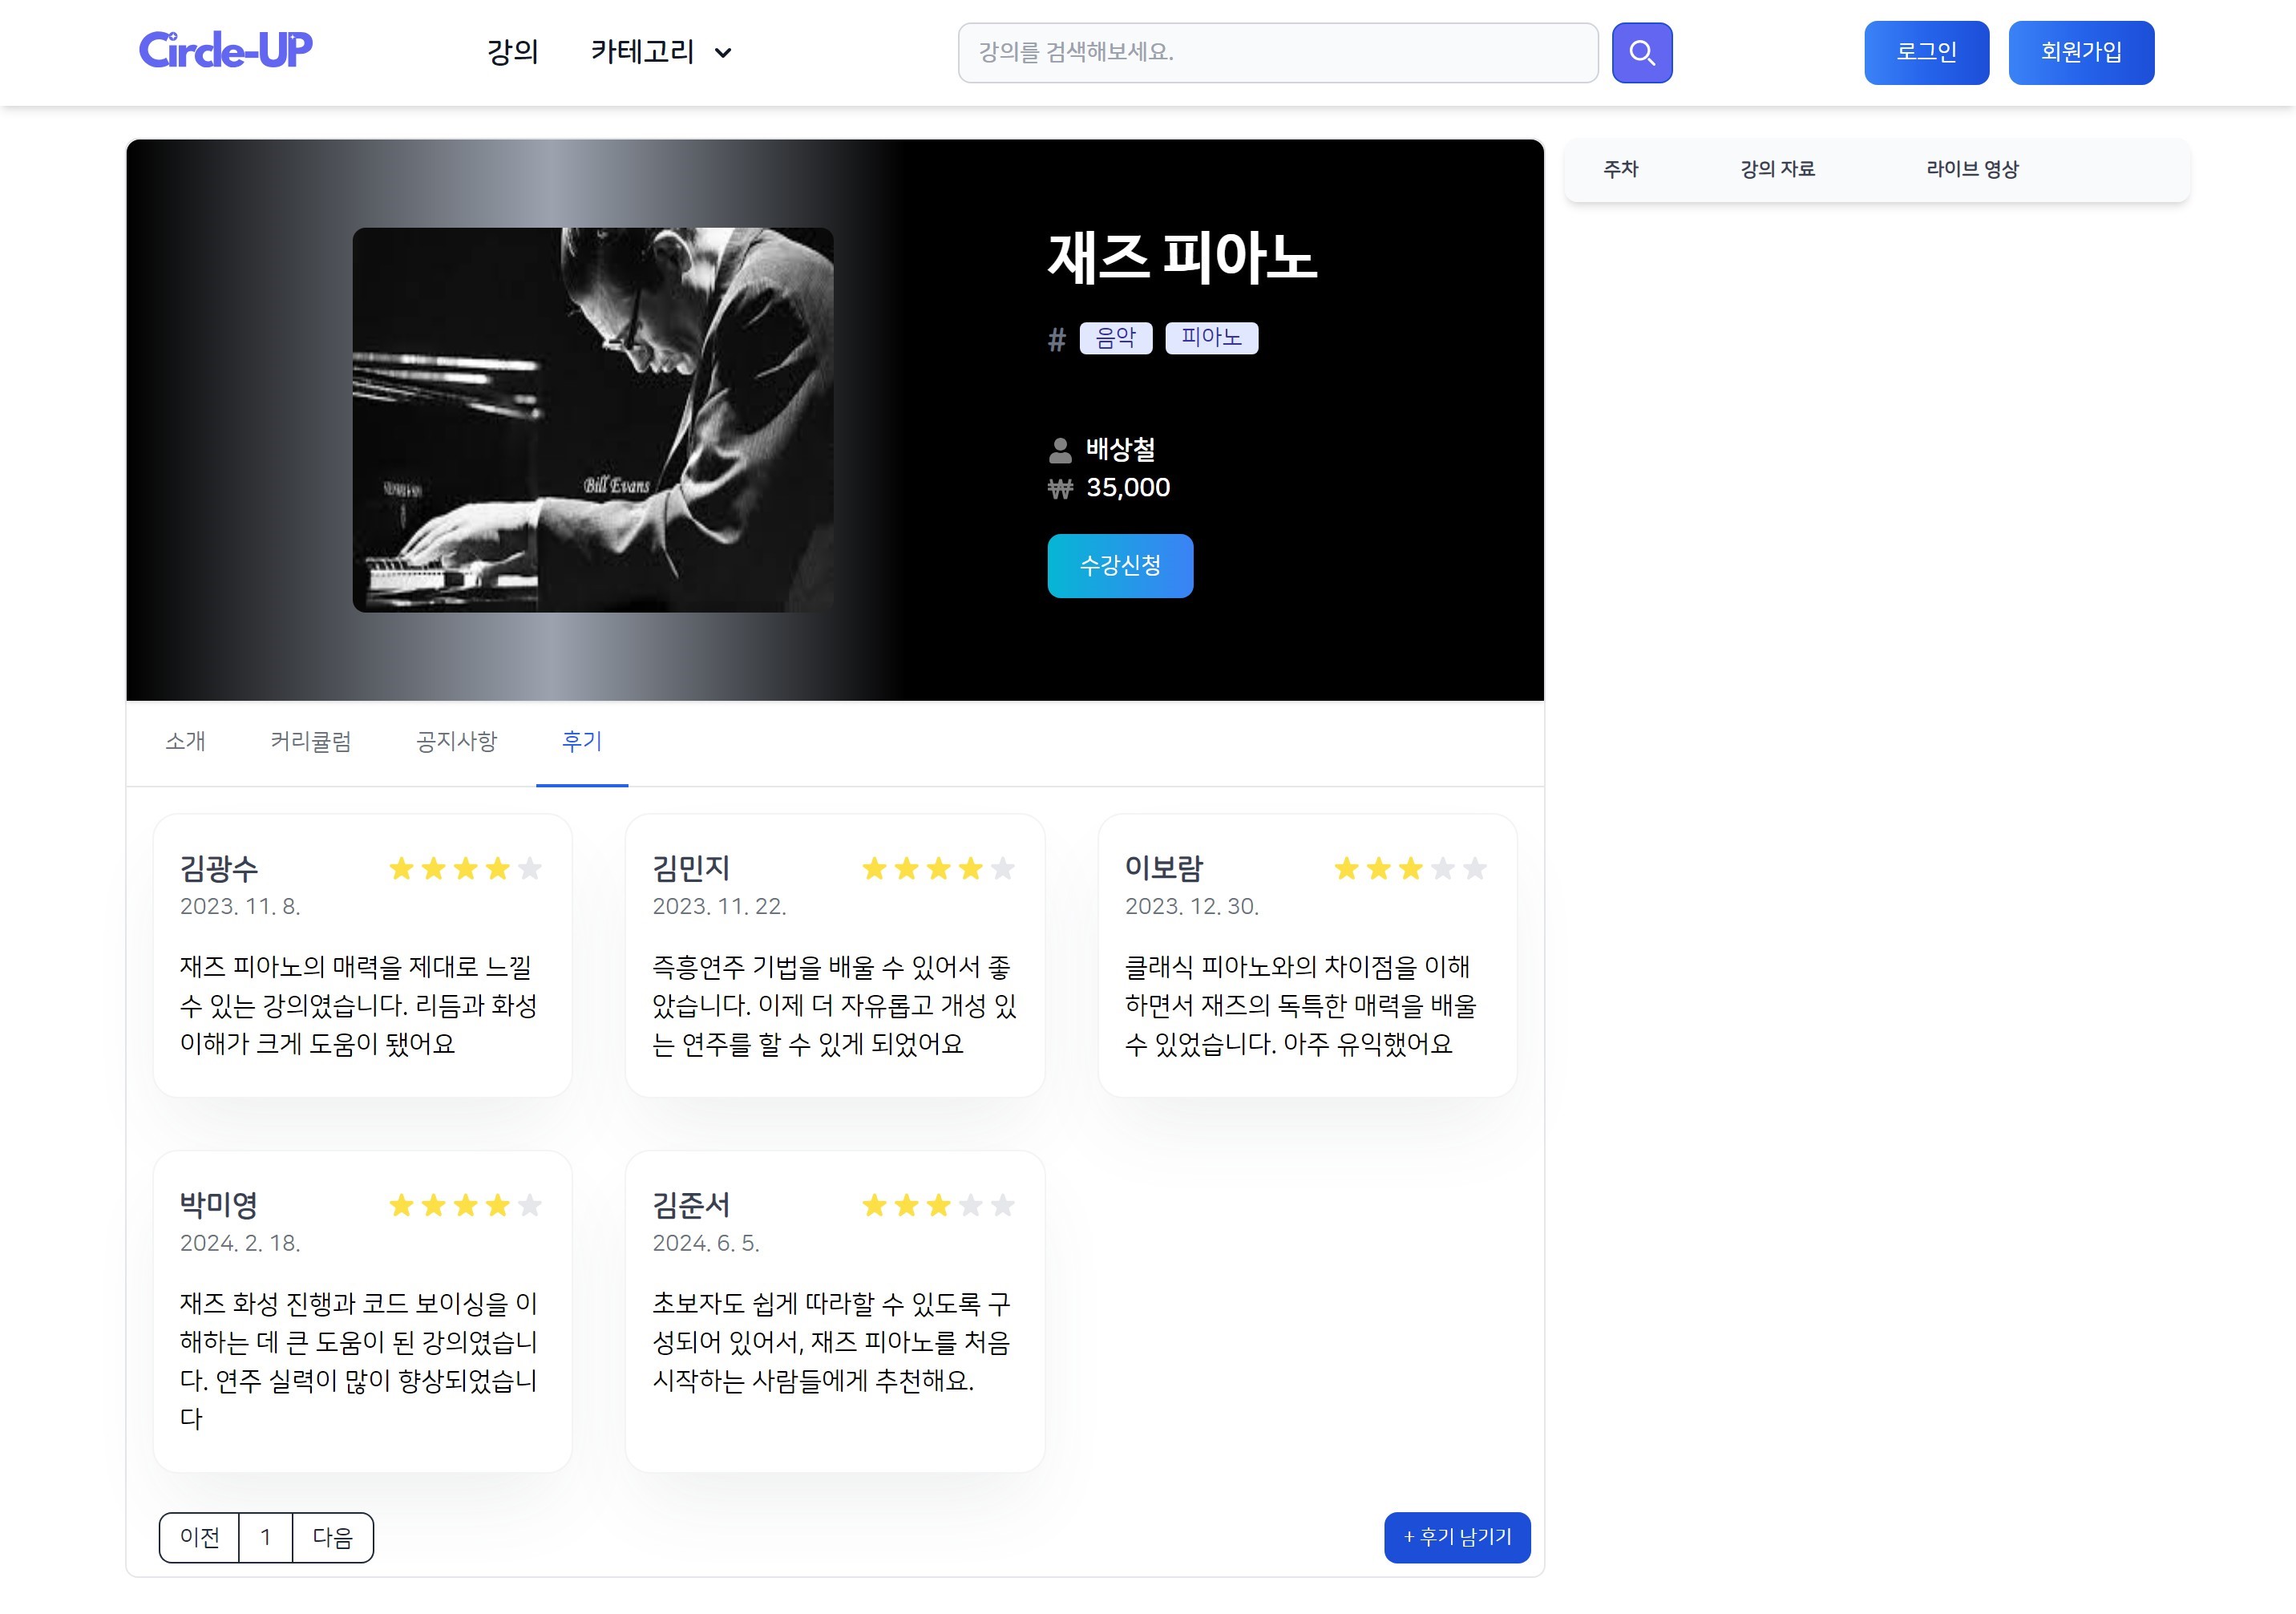 Circle-UP
강의
카테고리
강의를 검색해보세요.
로그인
회원가입
주차
강의 자료
라이브 영상
Bill Evans
재즈 피아노
# 음악 피아노
배상철
₩ 35,000
수강신청
소개
커리큘럼
공지사항
후기
김광수
2023. 11. 8.
재즈 피아노의 매력을 제대로 느낄
수 있는 강의였습니다. 리듬과 화성
이해가 크게 도움이 됐어요
김민지
2023. 11. 22.
즉흥연주 기법을 배울 수 있어서 좋
았습니다. 이제 더 자유롭고 개성 있
는 연주를 할 수 있게 되었어요
이보람
2023. 12. 30.
클래식 피아노와의 차이점을 이해
하면서 재즈의 독특한 매력을 배울
수 있었습니다. 아주 유익했어요
박미영
2024. 2. 18.
재즈 화성 진행과 코드 보이싱을 이
해하는 데 큰 도움이 된 강의였습니
다. 연주 실력이 많이 향상되었습니
다
김준서
2024. 6. 5.
초보자도 쉽게 따라할 수 있도록 구
성되어 있어서, 재즈 피아노를 처음
시작하는 사람들에게 추천해요.
이전
1
다음
+ 후기 남기기